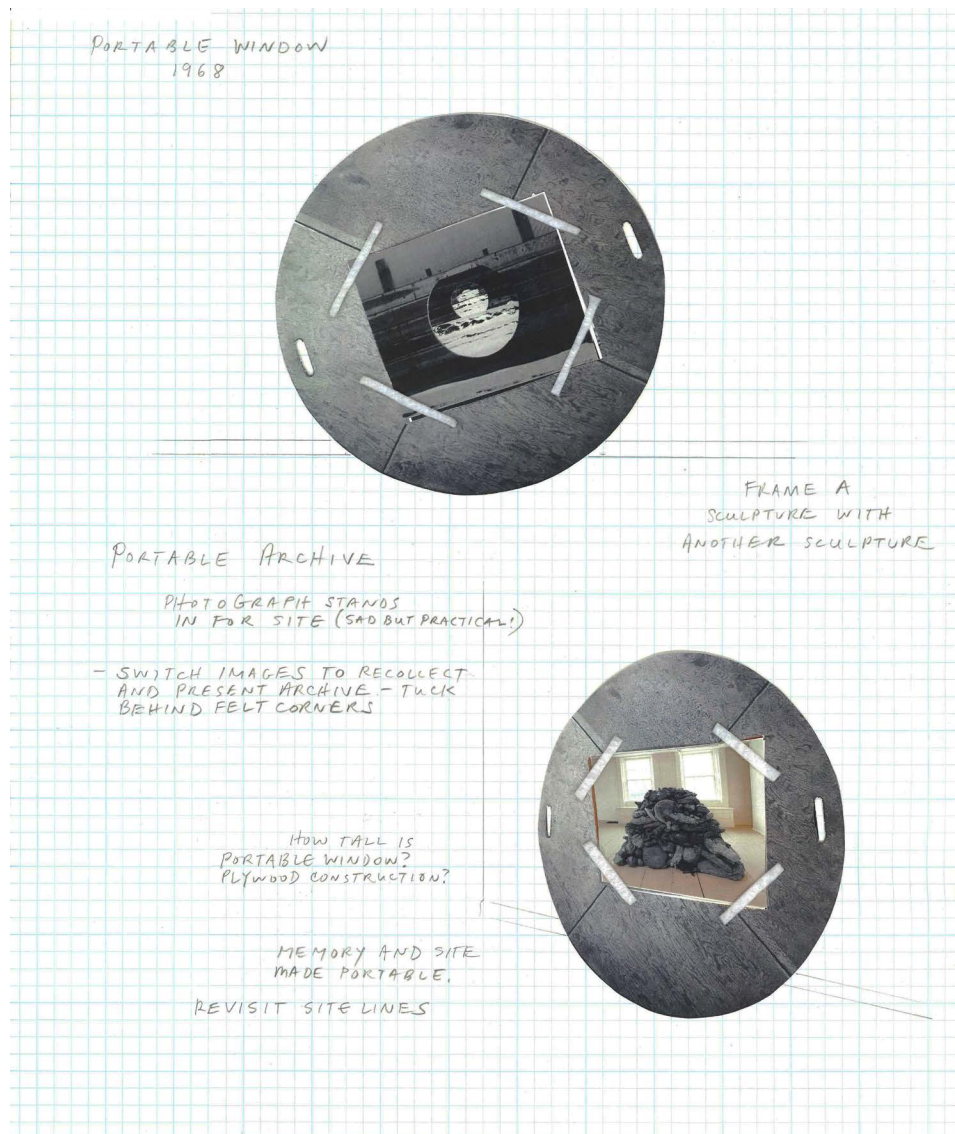 PORTABLE WINDOW
1968
FRAME A
SCULPTURE WITH
ANOTHER SCULPTURE
PORTABLE ARCHIVE
PHOTOGRAPH STANDS
IN FOR SITE (SAD BUT PRACTICAL!)
- SWITCH IMAGES TO RECOLLECT
AND PRESENT ARCHIVE - TUCK
BEHIND FELT CORNERS
HOW TALL IS
PORTABLE WINDOW?
PLYWOOD CONSTRUCTION?
MEMORY AND SITE
MADE PORTABLE.
REVISIT SITE LINES